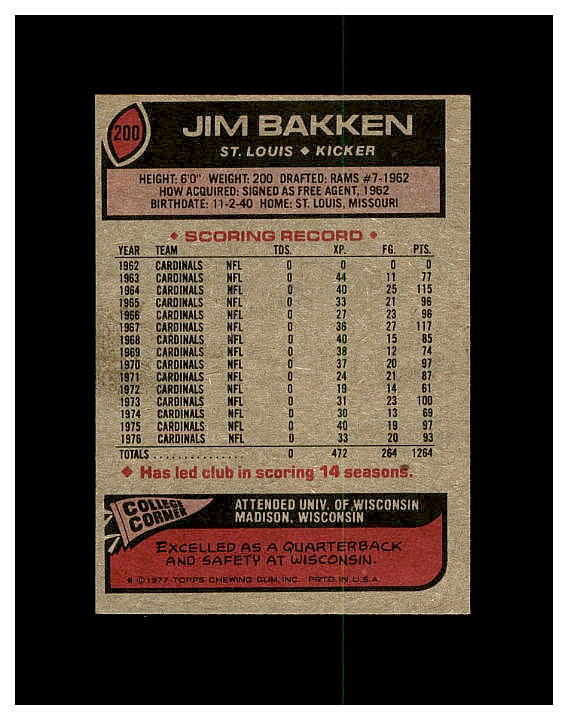 200
JIM BAKKEN
ST. LOUIS ◆ KICKER
HEIGHT: 6'0" WEIGHT: 200 DRAFTED: RAMS #7-1962
HOW ACQUIRED: SIGNED AS FREE AGENT, 1962
BIRTHDATE: 11-2-40 HOME: ST. LOUIS, MISSOURI
◆ SCORING RECORD ◆
YEAR TEAM TDS. XP. FG. PTS.
1962 CARDINALS NFL 0 0 0 0
1963 CARDINALS NFL 0 44 11 77
1964 CARDINALS NFL 0 40 25 115
1965 CARDINALS NFL 0 33 21 96
1966 CARDINALS NFL 0 27 23 96
1967 CARDINALS NFL 0 36 27 117
1968 CARDINALS NFL 0 40 15 85
1969 CARDINALS NFL 0 38 12 74
1970 CARDINALS NFL 0 37 20 97
1971 CARDINALS NFL 0 24 21 87
1972 CARDINALS NFL 0 19 14 61
1973 CARDINALS NFL 0 31 23 100
1974 CARDINALS NFL 0 30 13 69
1975 CARDINALS NFL 0 40 19 97
1976 CARDINALS NFL 0 33 20 93
TOTALS............... 0 472 264 1264
◆ Has led club in scoring 14 seasons.
COLLEGE
CORNER
ATTENDED UNIV. OF WISCONSIN
MADISON, WISCONSIN
EXCELLED AS A QUARTERBACK
AND SAFETY AT WISCONSIN.
* ©1977 TOPPS CHEWING GUM, INC. PRTD. IN U.S.A.